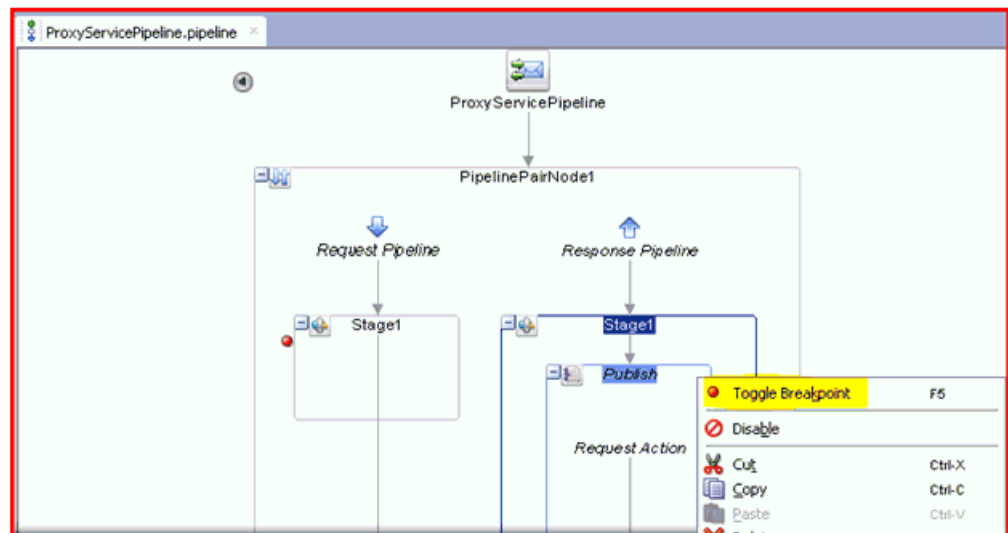 ProxyServicePipeline.pipeline
ProxyServicePipeline
PipelinePairNode1
Request Pipeline
Response Pipeline
Stage1
Stage1
Publish
Toggle Breakpoint F5
Disable
Request Action
Cut Ctrl-X
Copy Ctrl-C
Paste Ctrl-V